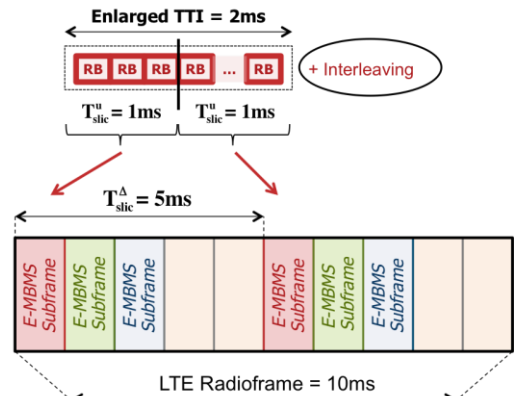 Enlarged TTI = 2ms
RB RB RB RB ... RB
+ Interleaving
T^u_slic = 1ms T^u_slic = 1ms
T^Δ_slic = 5ms
E-MBMS Subframe
E-MBMS Subframe
E-MBMS Subframe
E-MBMS Subframe
E-MBMS Subframe
E-MBMS Subframe
LTE Radioframe = 10ms